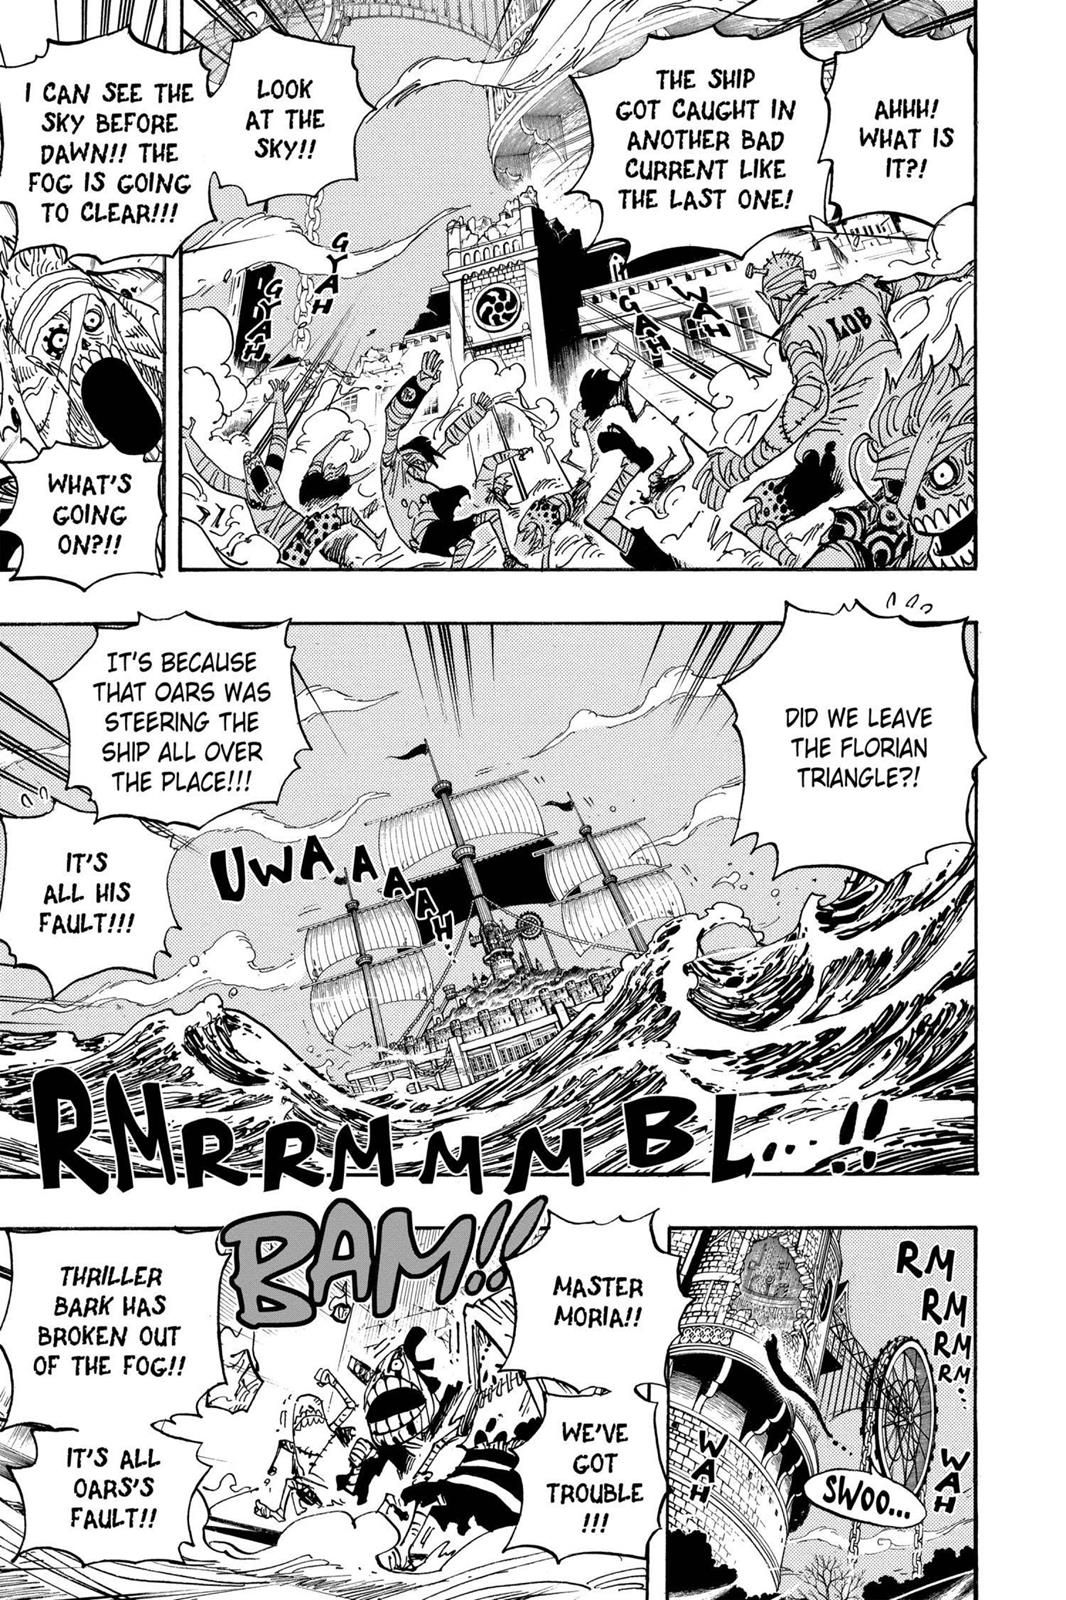 AHHH!
WHAT IS
IT?!
THE SHIP
GOT CAUGHT IN
ANOTHER BAD
CURRENT LIKE
THE LAST ONE!
LOOK
AT THE
SKY!!
I CAN SEE THE
SKY BEFORE
DAWN!! THE
FOG IS GOING
TO CLEAR!!!
WAH
GAAH
GYAH
GYAH
LOB
WHAT'S
GOING
ON?!!
DID WE LEAVE
THE FLORIAN
TRIANGLE?!
IT'S BECAUSE
THAT OARS WAS
STEERING THE
SHIP ALL OVER
THE PLACE!!!
IT'S
ALL HIS
FAULT!!!
UWAAAAAH
RMRRRMMMBL...!!
RM
RM
RM
RM...
WAH
WAH
SWOO...
BAM!!
MASTER
MORIA!!
WE'VE
GOT
TROUBLE
!!!
THRILLER
BARK HAS
BROKEN OUT
OF THE FOG!!
IT'S ALL
OARS'S
FAULT!!